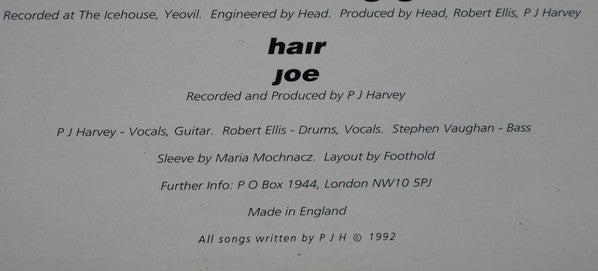 Recorded at The Icehouse, Yeovil. Engineered by Head. Produced by Head, Robert Ellis, P J Harvey
hair
joe
Recorded and Produced by P J Harvey
P J Harvey - Vocals, Guitar. Robert Ellis - Drums, Vocals. Stephen Vaughan - Bass
Sleeve by Maria Mochnacz. Layout by Foothold
Further Info: P O Box 1944, London NW10 5PJ
Made in England
All songs written by P J H © 1992